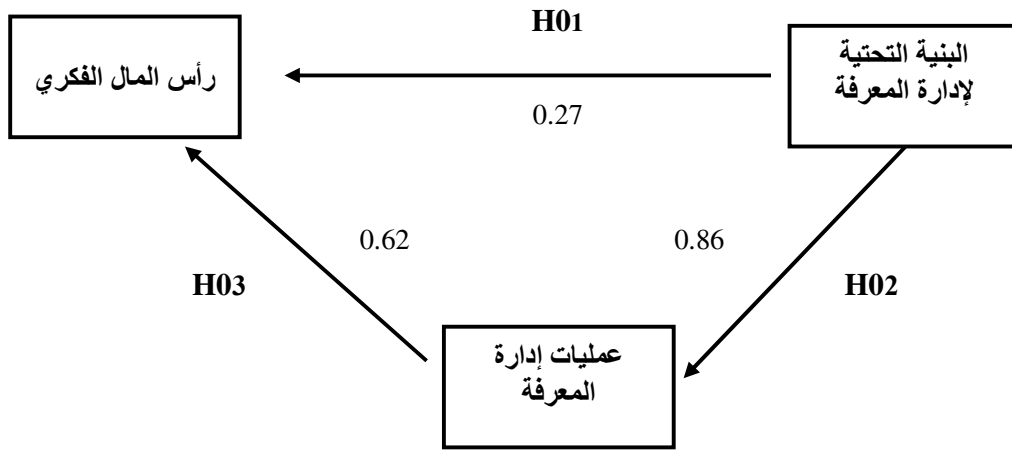 H01
البنية التحتية
لإدارة المعرفة
رأس المال الفكري
0.27
0.86
0.62
H02
H03
عمليات إدارة
المعرفة